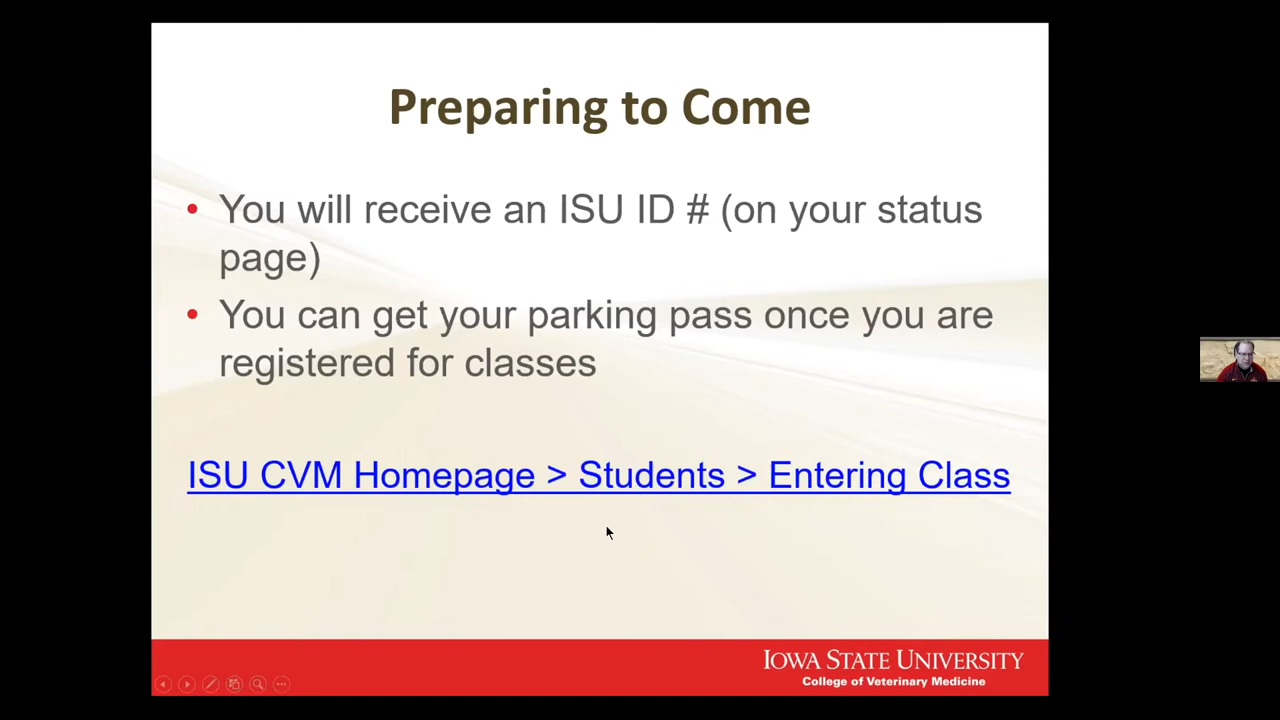 Preparing to Come
• You will receive an ISU ID # (on your status
page)
• You can get your parking pass once you are
registered for classes
ISU CVM Homepage > Students > Entering Class
IOWA STATE UNIVERSITY
College of Veterinary Medicine